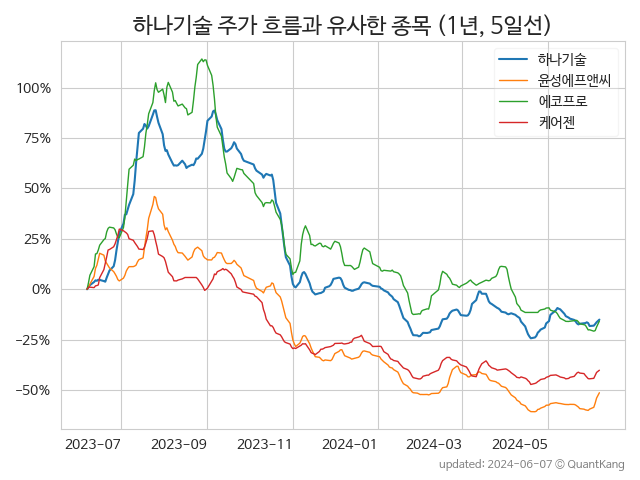 하나기술 주가 흐름과 유사한 종목 (1년, 5일선)
하나기술
윤성에프앤씨
에코프로
케어젠
100%
75%
50%
25%
0%
−25%
−50%
2023-07 2023-09 2023-11 2024-01 2024-03 2024-05
updated: 2024-06-07 © QuantKang